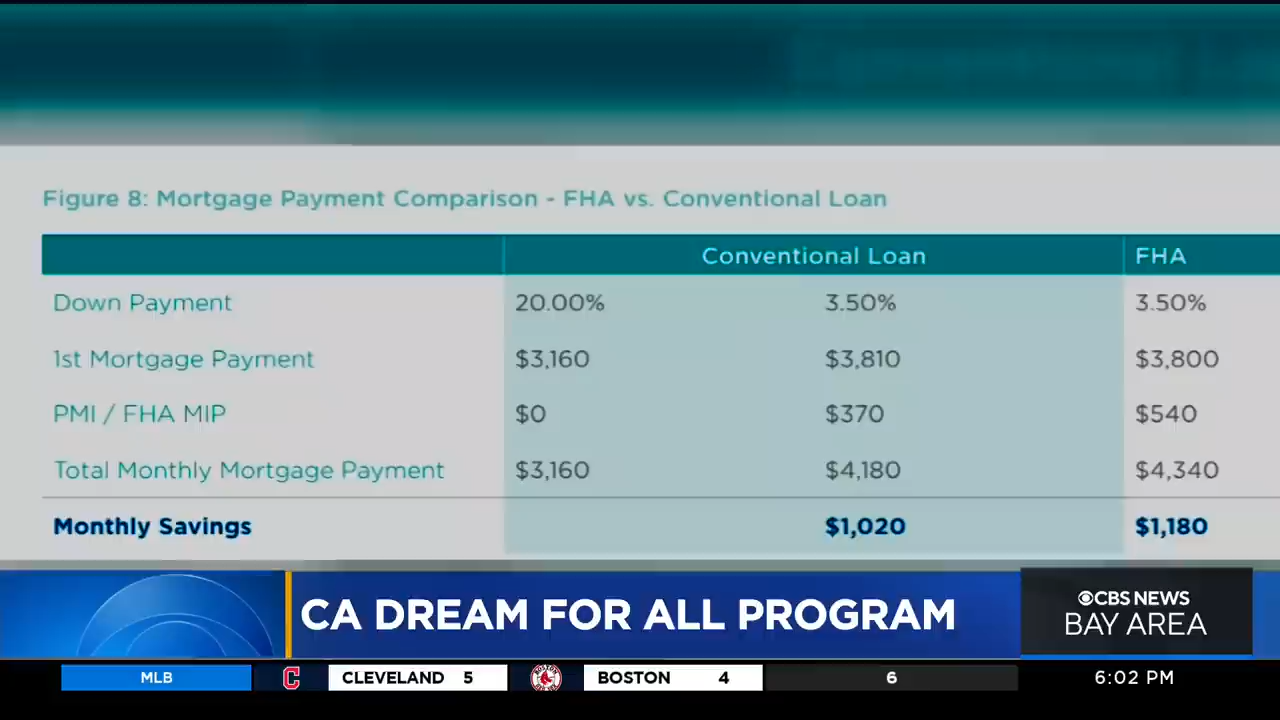 Figure 8: Mortgage Payment Comparison - FHA vs. Conventional Loan
Conventional Loan FHA
Down Payment 20.00% 3.50% 3.50%
1st Mortgage Payment $3,160 $3,810 $3,800
PMI / FHA MIP $0 $370 $540
Total Monthly Mortgage Payment $3,160 $4,180 $4,340
Monthly Savings $1,020 $1,180
CA DREAM FOR ALL PROGRAM
CBS NEWS
BAY AREA
MLB C CLEVELAND 5 BOSTON 4 6 6:02 PM